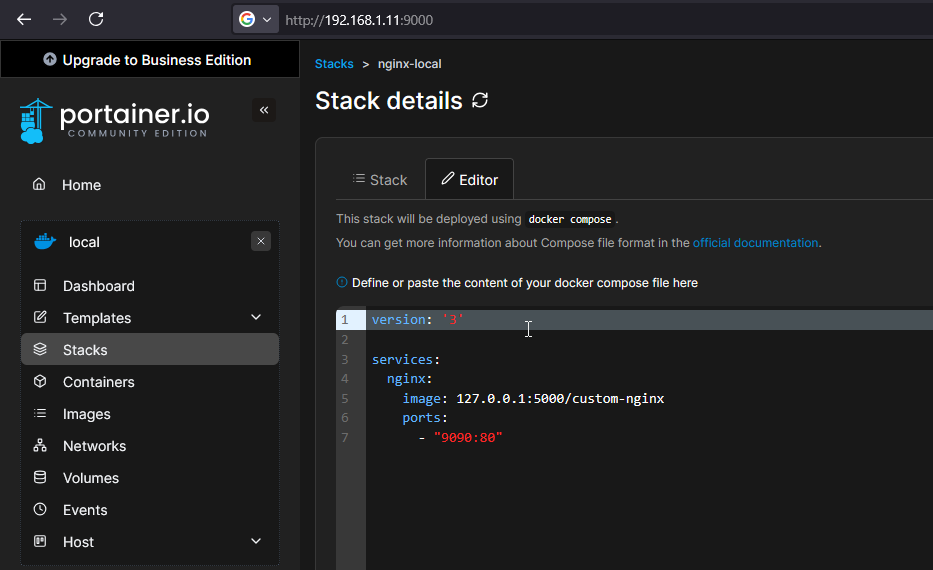 http://192.168.1.11:9000
Upgrade to Business Edition
portainer.io
COMMUNITY EDITION
Home
local
Dashboard
Templates
Stacks
Containers
Images
Networks
Volumes
Events
Host
Stacks > nginx-local
Stack details
Stack
Editor
This stack will be deployed using docker compose .
You can get more information about Compose file format in the official documentation.
Define or paste the content of your docker compose file here
1 version: '3'
2
3 services:
4 nginx:
5 image: 127.0.0.1:5000/custom-nginx
6 ports:
7 - "9090:80"